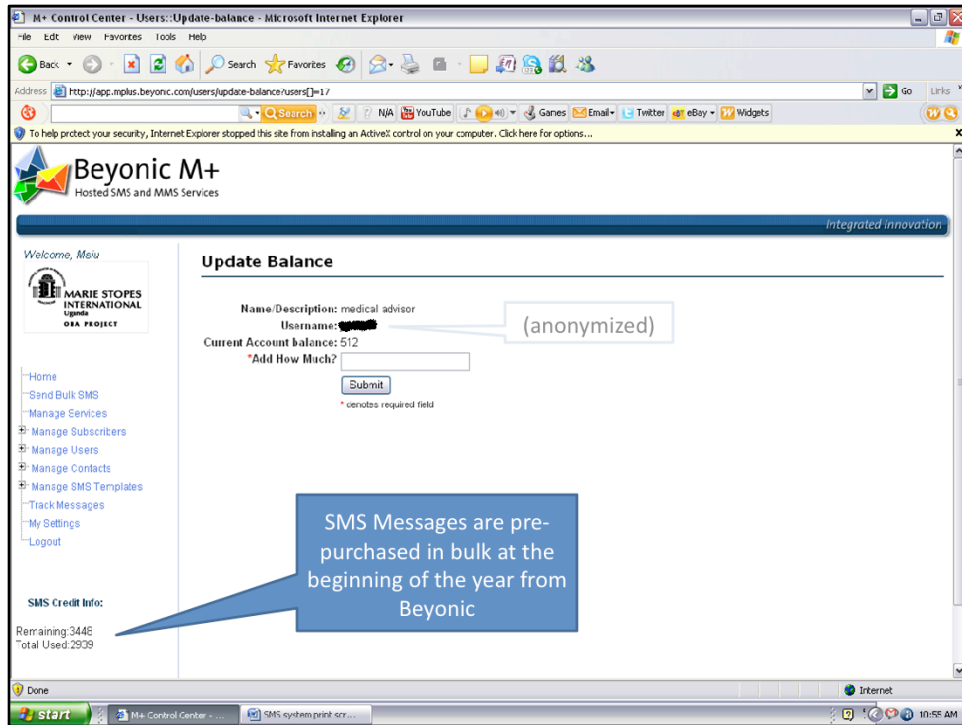 M+ Control Center - Users::Update-balance - Microsoft Internet Explorer
File Edit View Favorites Tools Help
Back Search Favorites
Address http://app.mplus.beyonc.com/users/update-balance?users[]=17 Go Links
Search N/A YouTube Games Email Twitter eBay Widgets
To help protect your security, Internet Explorer stopped this site from installing an ActiveX control on your computer. Click here for options...
Beyonic M+
Hosted SMS and MMS Services
Integrated innovation
Welcome, Msiu
MARIE STOPES
INTERNATIONAL
Uganda
OBA PROJECT
Update Balance
Name/Description: medical advisor
Username:
(anonymized)
Current Account balance: 512
*Add How Much?
Submit
* denotes required field
Home
Send Bulk SMS
Manage Services
Manage Subscribers
Manage Users
Manage Contacts
Manage SMS Templates
Track Messages
My Settings
Logout
SMS Messages are pre-
purchased in bulk at the
beginning of the year from
Beyonic
SMS Credit Info:
Remaining:3448
Total Used:2939
Done Internet
start M+ Control Center - ... SMS system print scr... 10:55 AM